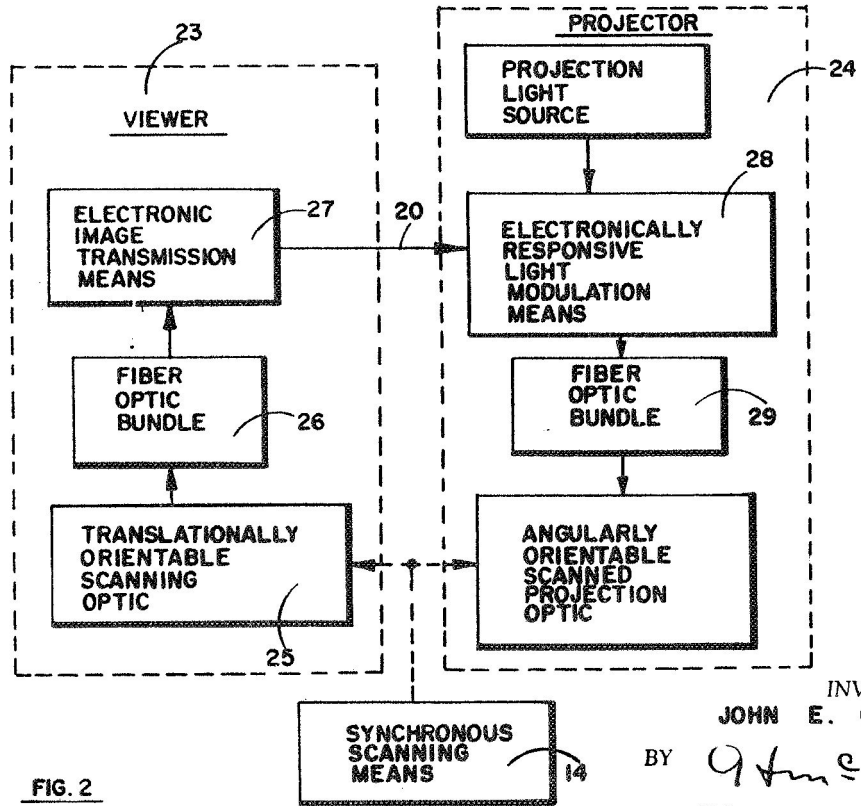 23
VIEWER
PROJECTOR
24
PROJECTION
LIGHT
SOURCE
27
ELECTRONIC
IMAGE
TRANSMISSION
MEANS
20
28
ELECTRONICALLY
RESPONSIVE
LIGHT
MODULATION
MEANS
FIBER
OPTIC
BUNDLE
26
FIBER
OPTIC
BUNDLE
29
TRANSLATIONALLY
ORIENTABLE
SCANNING
OPTIC
25
ANGULARLY
ORIENTABLE
SCANNED
PROJECTION
OPTIC
SYNCHRONOUS
SCANNING
MEANS
14
FIG. 2
JOHN E.
BY